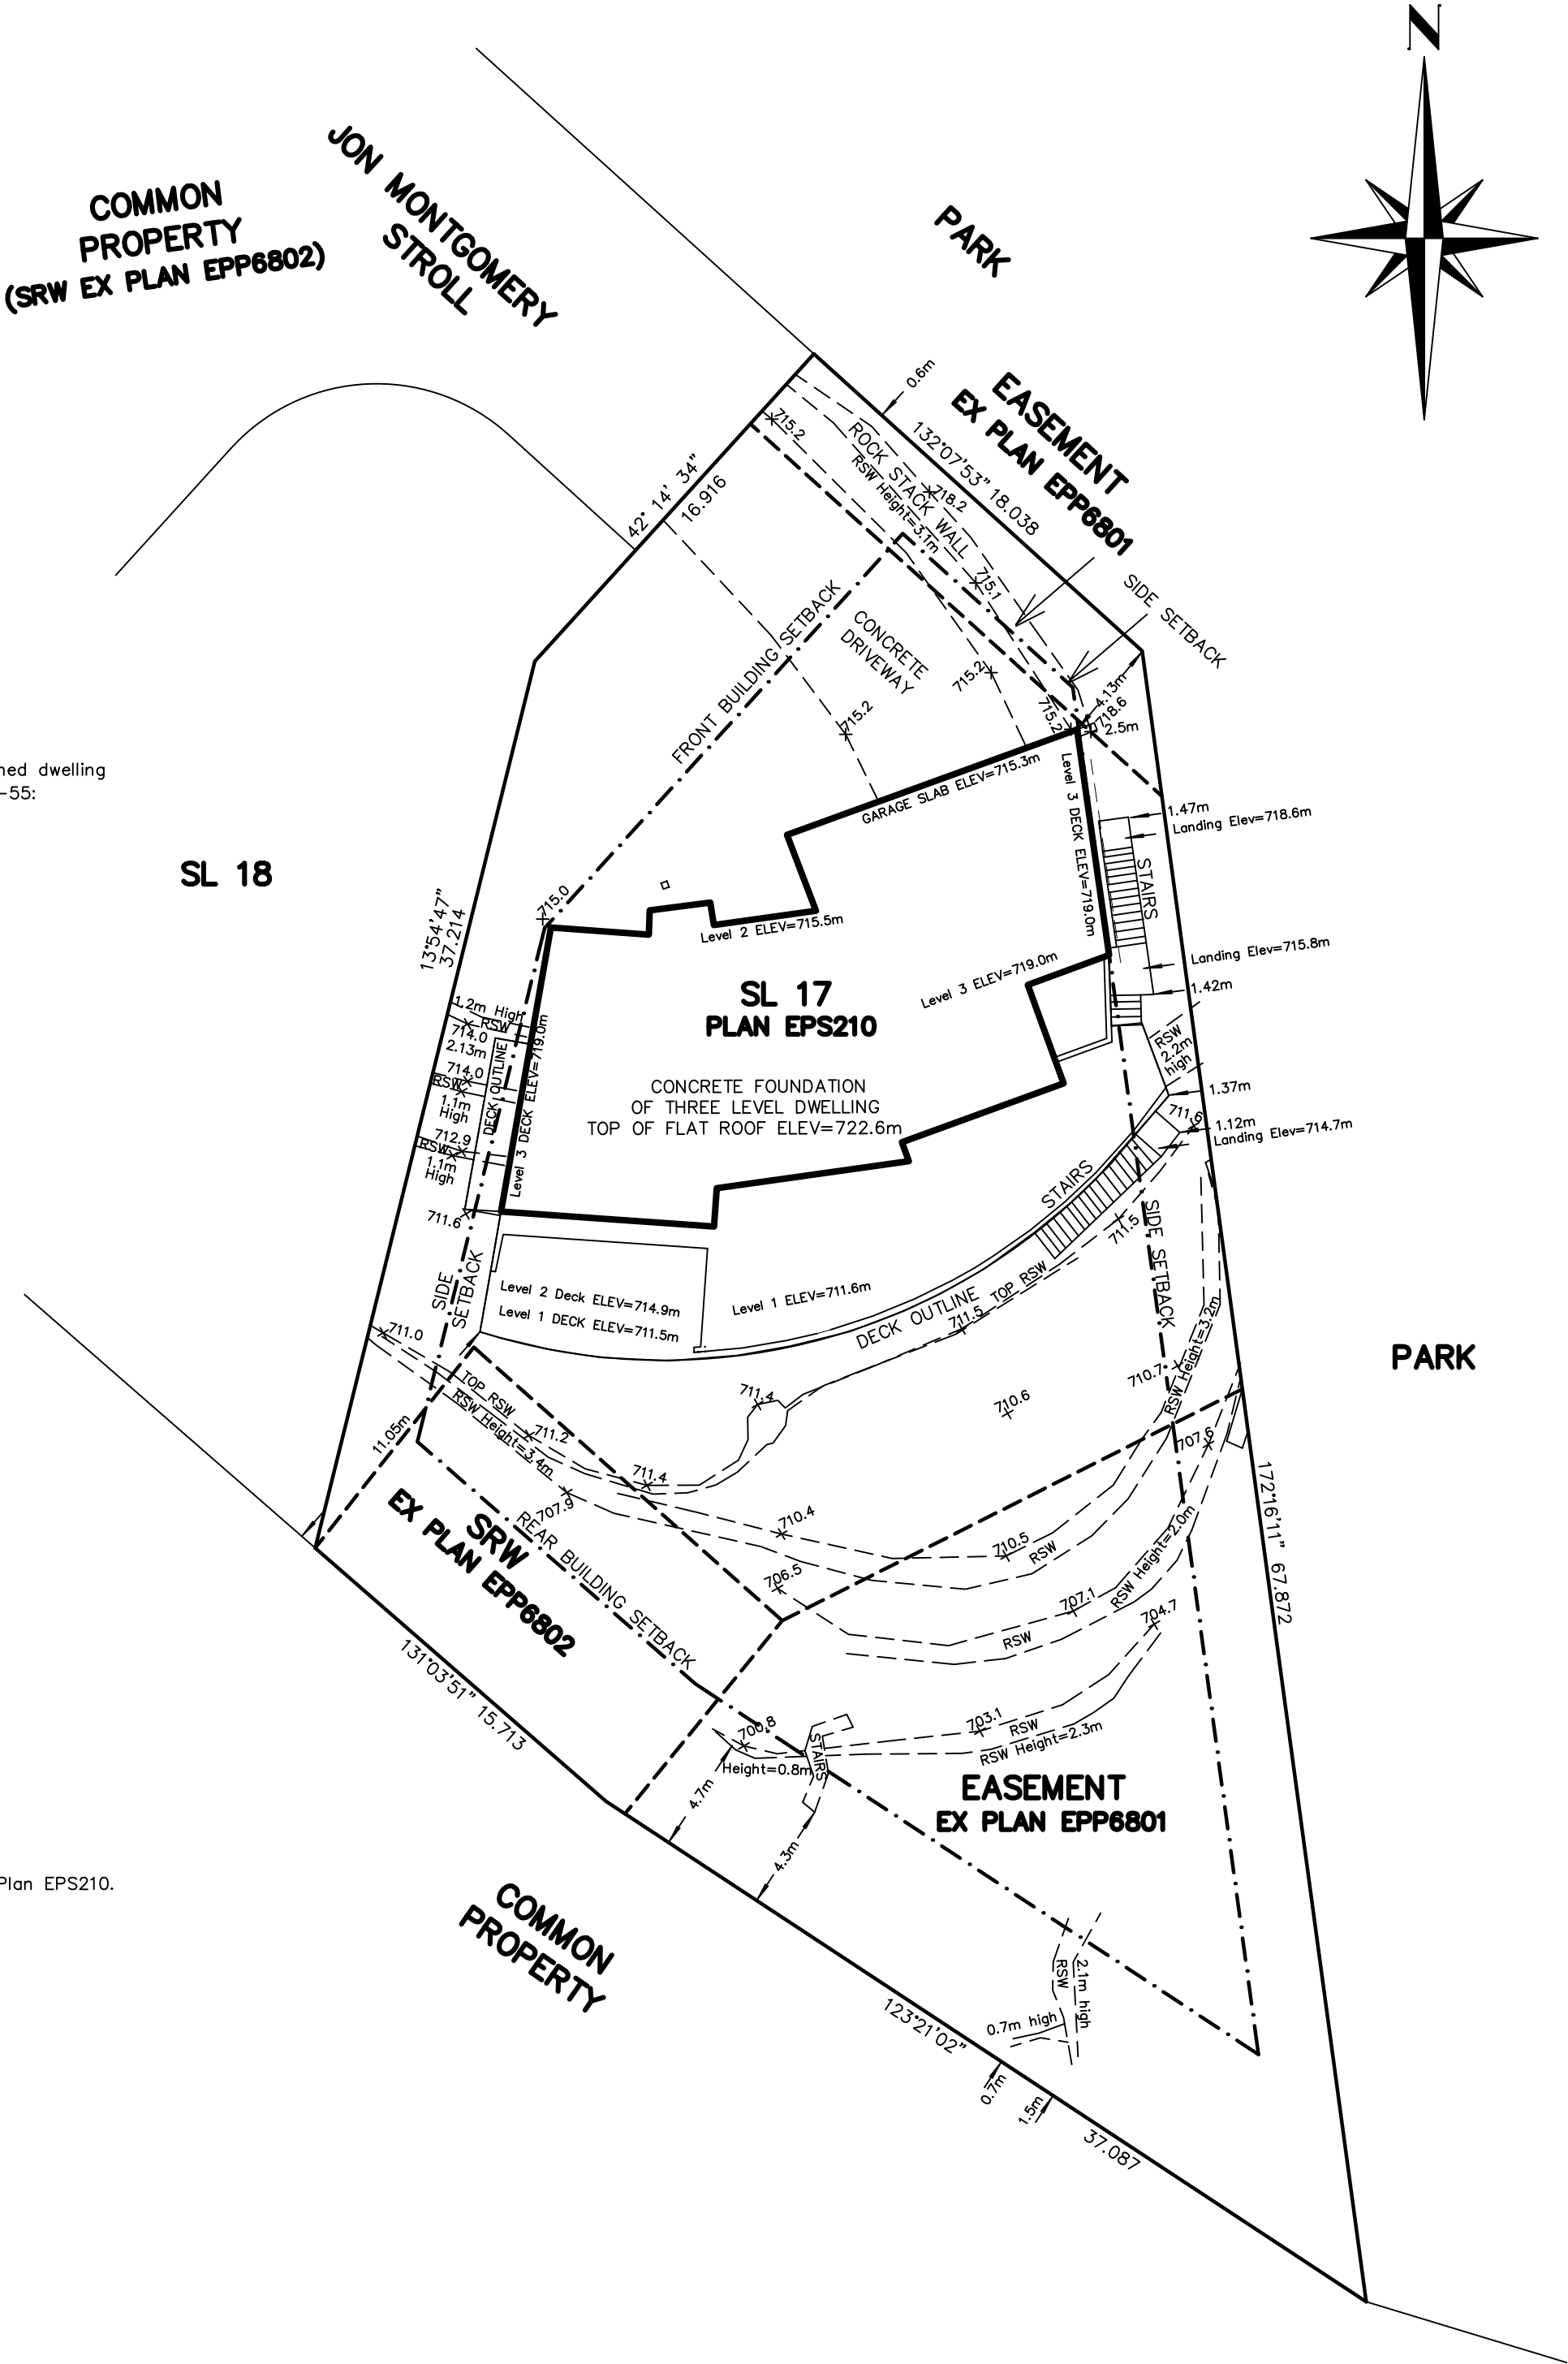 N
JON MONTGOMERY
STROLL
COMMON
PROPERTY
(SRW EX PLAN EPP6802)
PARK
0.6m
EASEMENT
EX PLAN EPP6801
132°07'53" 18.038
715.2
ROCK STACK WALL
RSW Height=3.1m
718.2
42° 14' 34"
16.916
715.1
SIDE SETBACK
FRONT BUILDING SETBACK
CONCRETE
DRIVEWAY
715.2
715.2
715.2
4.13m
718.6
2.5m
GARAGE SLAB ELEV=715.3m
Level 3 DECK ELEV=719.0m
1.47m
Landing Elev=718.6m
STAIRS
ned dwelling
-55:
SL 18
715.0
Level 2 ELEV=715.5m
13°54'47"
37.214
Landing Elev=715.8m
Level 3 ELEV=719.0m
1.42m
SL 17
PLAN EPS210
1.2m High
RSW
714.0
2.13m
714.0
RSW
1.1m
High
712.9
RSW
1.1m
High
711.6
DECK OUTLINE
Level 3 DECK ELEV=719.0m
RSW
2.2m
high
CONCRETE FOUNDATION
OF THREE LEVEL DWELLING
TOP OF FLAT ROOF ELEV=722.6m
1.37m
711.6
1.12m
Landing Elev=714.7m
STAIRS
711.5
SIDE SETBACK
SIDE
SETBACK
Level 2 Deck ELEV=714.9m
Level 1 DECK ELEV=711.5m
Level 1 ELEV=711.6m
DECK OUTLINE
TOP RSW
711.5
711.0
TOP RSW
RSW Height=3.4m
711.2
711.4
711.4
710.6
710.7
RSW Height=3.2m
PARK
11.05m
707.9
707.6
710.4
710.5
RSW
706.5
707.1
RSW Height=2.0m
RSW
704.7
172°16'11" 67.872
SRW
EX PLAN EPP6802
REAR BUILDING SETBACK
131°03'51" 15.713
700.8
Height=0.8m
STAIRS
703.1
RSW
RSW Height=2.3m
4.7m
4.3m
EASEMENT
EX PLAN EPP6801
Plan EPS210.
COMMON
PROPERTY
RSW
2.1m high
0.7m high
123°21'02"
0.7m
1.5m
37.087